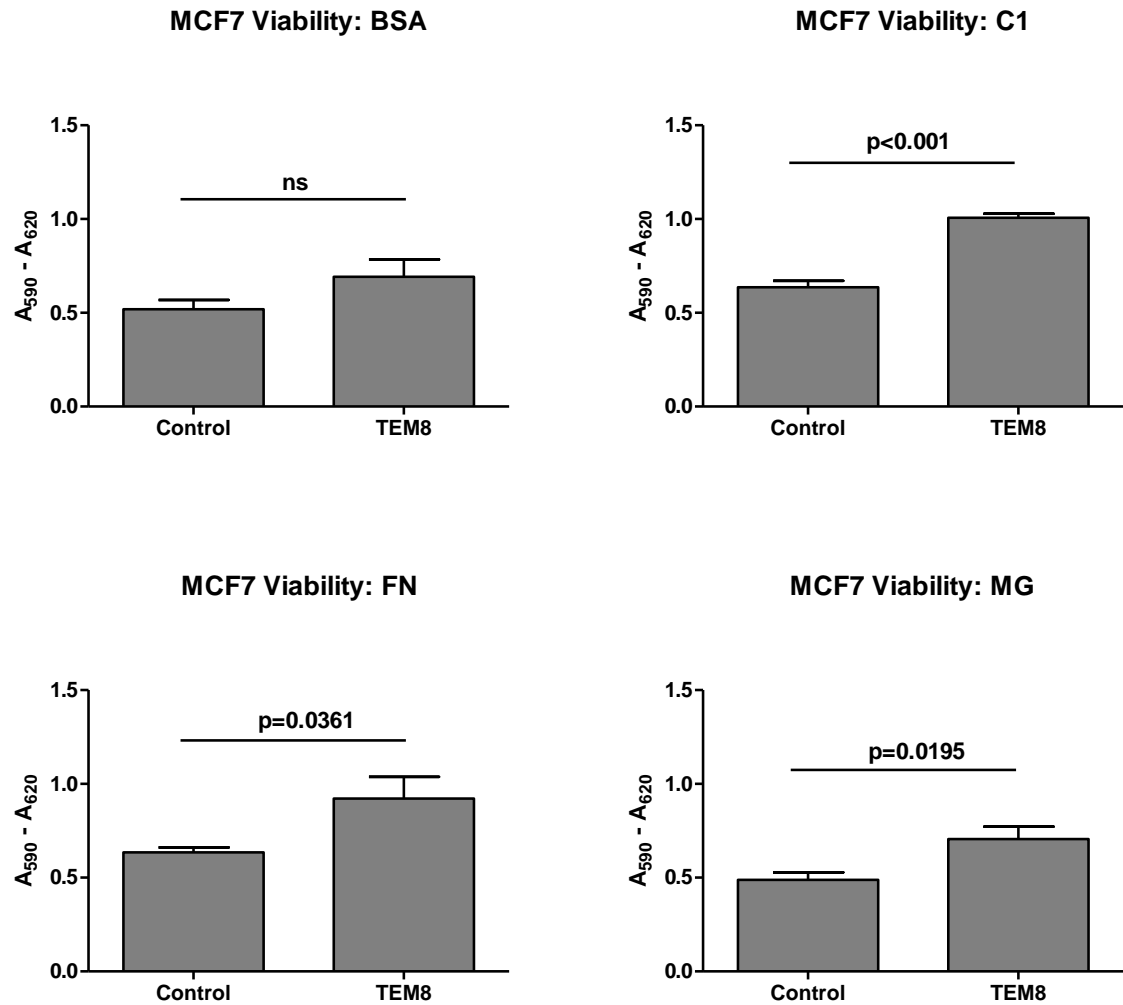 MCF7 Viability: BSA
1.5
1.0
0.5
0.0
A590 - A620
ns
Control TEM8
MCF7 Viability: C1
1.5
1.0
0.5
0.0
A590 - A620
p<0.001
Control TEM8
MCF7 Viability: FN
1.5
1.0
0.5
0.0
A590 - A620
p=0.0361
Control TEM8
MCF7 Viability: MG
1.5
1.0
0.5
0.0
A590 - A620
p=0.0195
Control TEM8